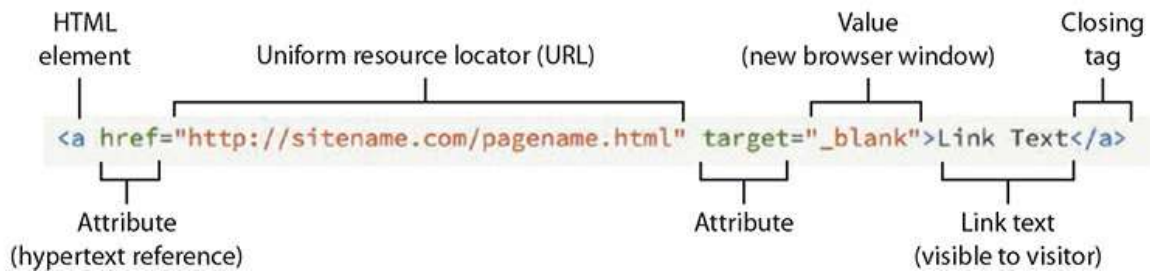 HTML
element
Uniform resource locator (URL)
Value
(new browser window)
Closing
tag
<a href="http://sitename.com/pagename.html" target="_blank">Link Text</a>
Attribute
(hypertext reference)
Attribute
Link text
(visible to visitor)